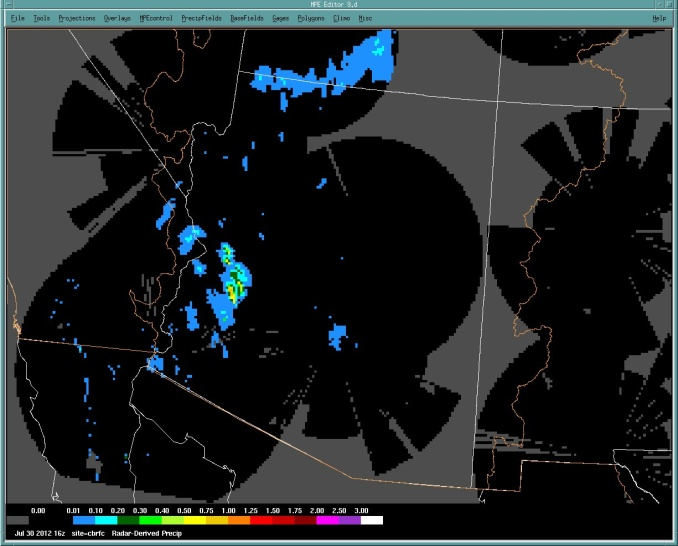 MPE Editor 9.d
File Tools Projections Overlays MPEcontrol PrecipFields BaseFields Gages Polygons Climo Misc Help
0.00 0.01 0.10 0.20 0.30 0.40 0.50 0.75 1.00 1.25 1.50 1.75 2.00 2.50 3.00
Jul 30 2012 16z site-cbrfc Radar-Derived Precip